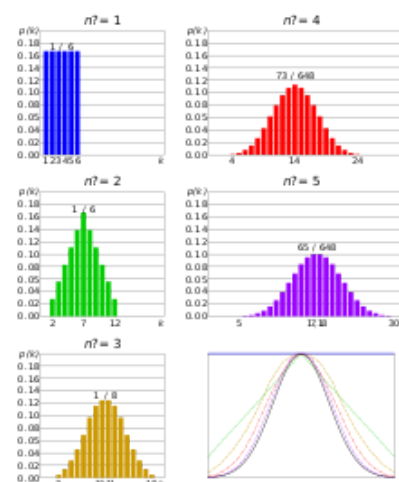 n?= 1
p(k)
0.18
0.16
0.14
0.12
0.10
0.08
0.06
0.04
0.02
0.00
1 / 6
1 2 3 4 5 6
k
n?= 4
p(k)
0.18
0.16
0.14
0.12
0.10
0.08
0.06
0.04
0.02
0.00
73 / 648
4 14 24
n?= 2
p(k)
0.18
0.16
0.14
0.12
0.10
0.08
0.06
0.04
0.02
0.00
1 / 6
2 7 12
k
n?= 5
p(k)
0.18
0.16
0.14
0.12
0.10
0.08
0.06
0.04
0.02
0.00
65 / 648
5 17/18 30
n?= 3
p(k)
0.18
0.16
0.14
0.12
0.10
0.08
0.06
0.04
0.02
0.00
1 / 8